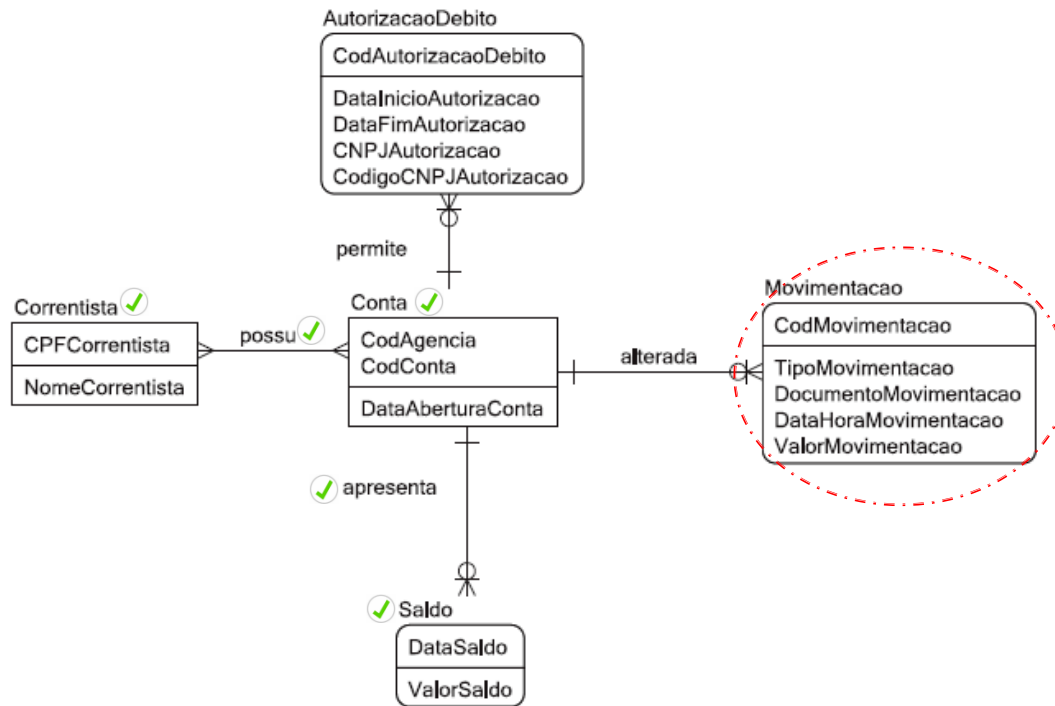 AutorizacaoDebito
CodAutorizacaoDebito
DataInicioAutorizacao
DataFimAutorizacao
CNPJAutorizacao
CodigoCNPJAutorizacao
permite
Correntista
CPFCorrentista
NomeCorrentista
possu
Conta
CodAgencia
CodConta
DataAberturaConta
alterada
Movimentacao
CodMovimentacao
TipoMovimentacao
DocumentoMovimentacao
DataHoraMovimentacao
ValorMovimentacao
apresenta
Saldo
DataSaldo
ValorSaldo